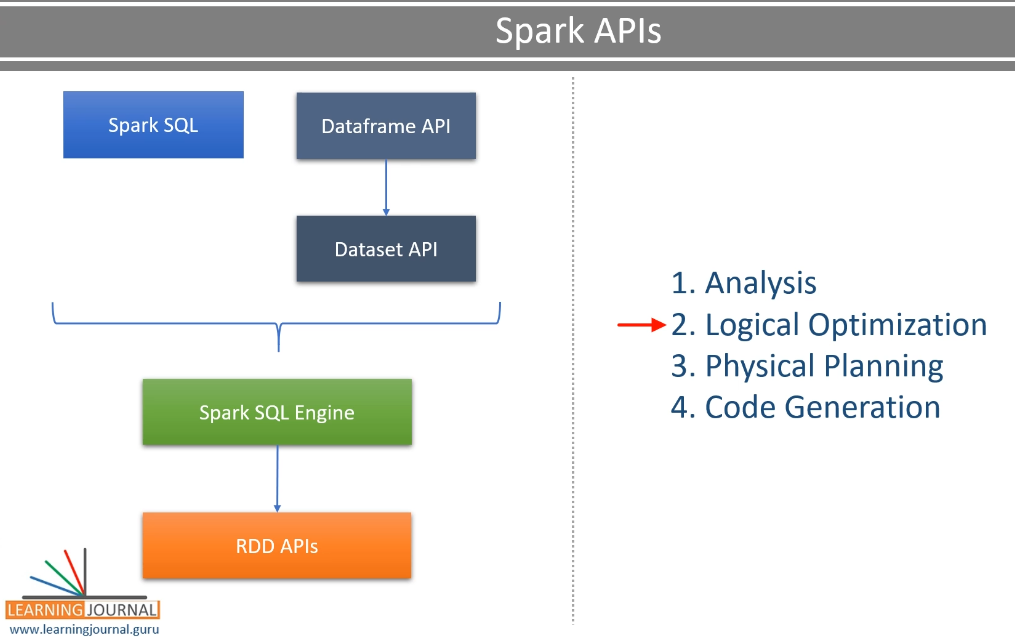 Spark APIs
Spark SQL
Dataframe API
Dataset API
Spark SQL Engine
RDD APIs
1. Analysis
2. Logical Optimization
3. Physical Planning
4. Code Generation
LEARNING JOURNAL
www.learningjournal.guru